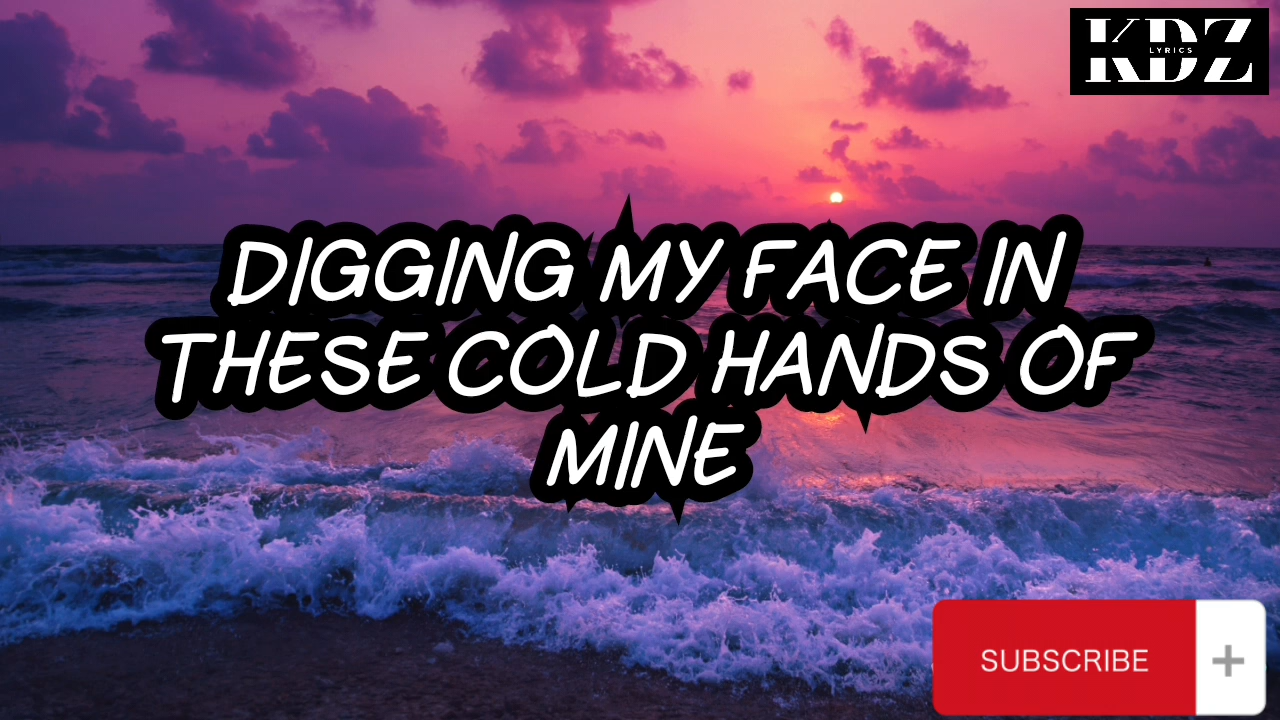 KDZ
LYRICS
DIGGING MY FACE IN
THESE COLD HANDS OF
MINE
SUBSCRIBE
+